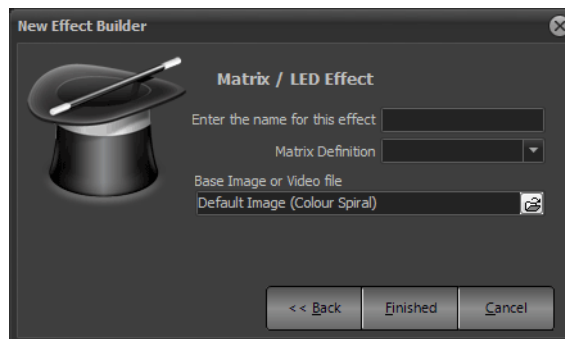 New Effect Builder
Matrix / LED Effect
Enter the name for this effect
Matrix Definition
Base Image or Video file
Default Image (Colour Spiral)
<< Back Finished Cancel